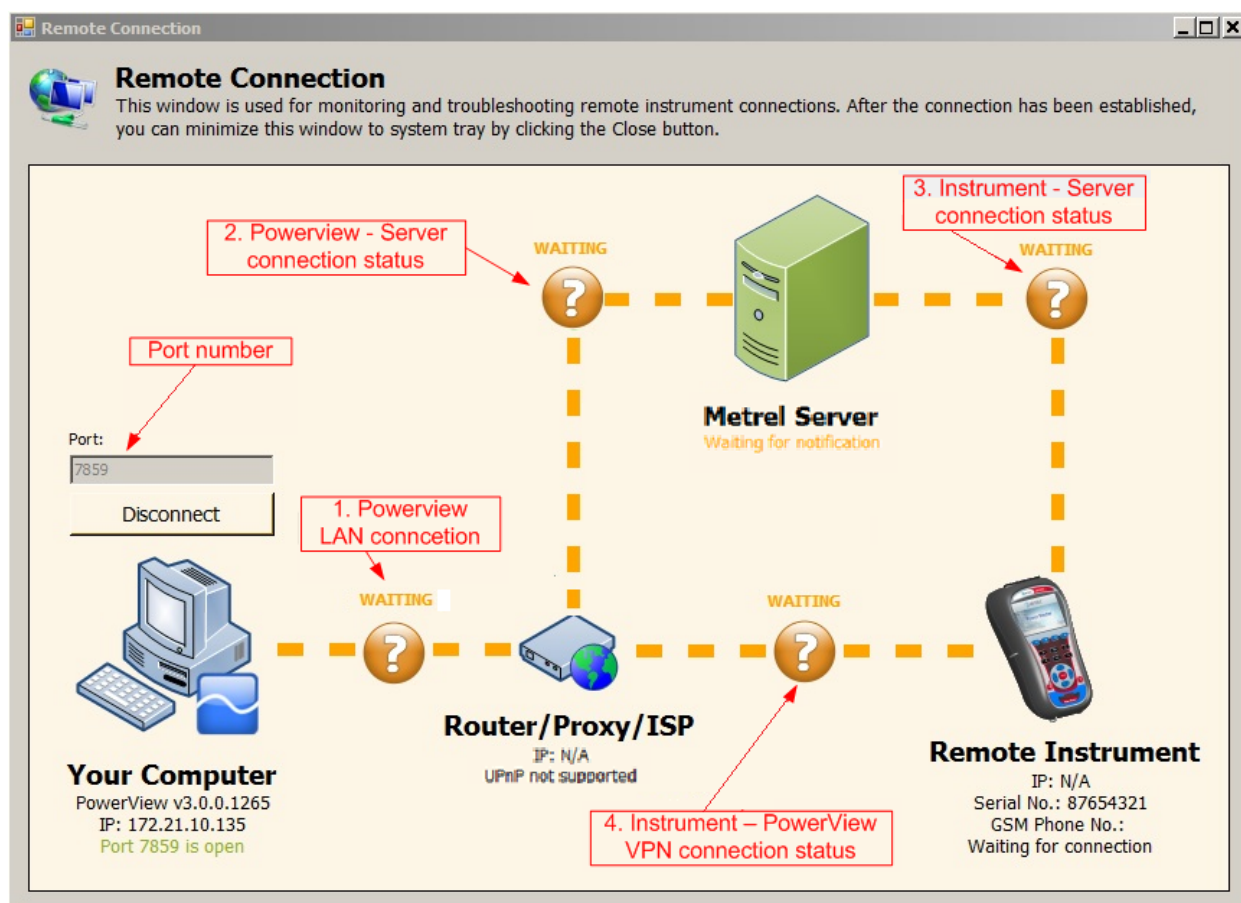 Remote Connection
Remote Connection
This window is used for monitoring and troubleshooting remote instrument connections. After the connection has been established,
you can minimize this window to system tray by clicking the Close button.
3. Instrument - Server
connection status
2. Powerview - Server
connection status
WAITING
WAITING
Port number
Metrel Server
Waiting for notification
Port:
7859
Disconnect
1. Powerview
LAN conncetion
WAITING
WAITING
Router/Proxy/ISP
IP: N/A
UPnP not supported
Your Computer
PowerView v3.0.0.1265
IP: 172.21.10.135
Port 7859 is open
Remote Instrument
IP: N/A
Serial No.: 87654321
GSM Phone No.:
Waiting for connection
4. Instrument – PowerView
VPN connection status